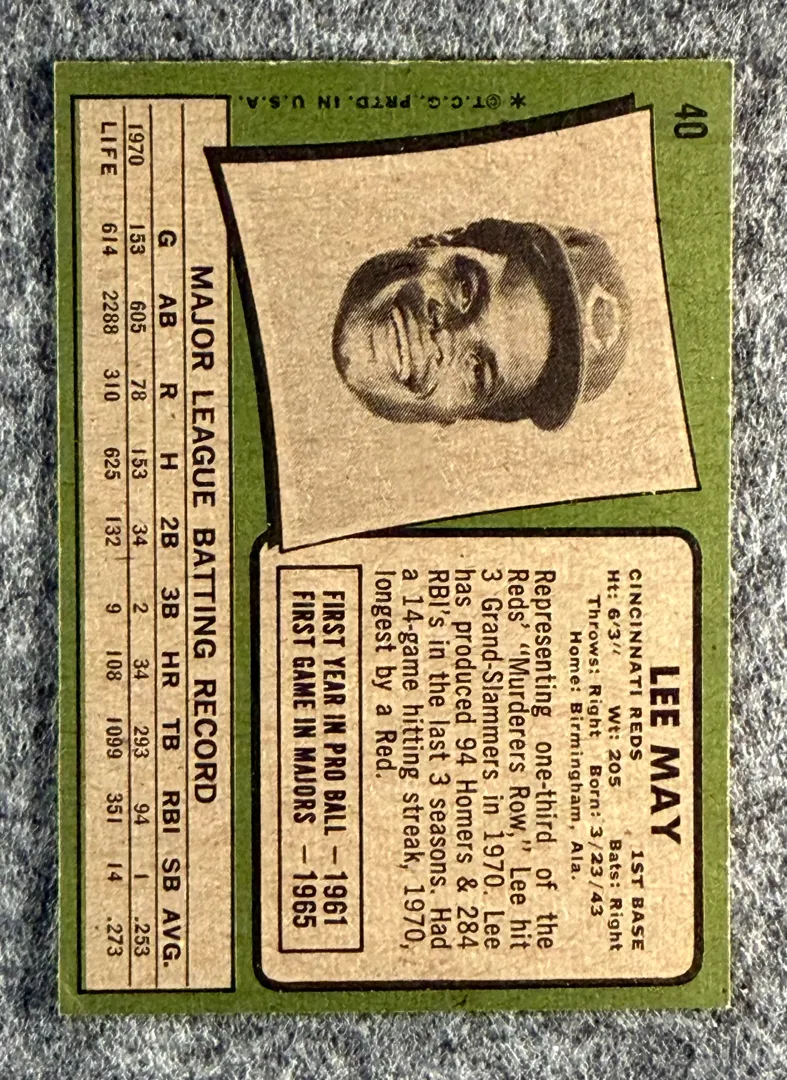 40
* © T.C.G. PRTD. IN U.S.A.
LEE MAY
CINCINNATI REDS 1ST BASE
Ht: 6'3" Wt: 205 Bats: Right
Throws: Right Born: 3/23/43
Home: Birmingham, Ala.
Representing one-third of the
Reds' "Murderers Row," Lee hit
3 Grand-Slammers in 1970. Lee
has produced 94 Homers & 284
RBI's in the last 3 seasons. Had
a 14-game hitting streak, 1970,
longest by a Red.
FIRST YEAR IN PRO BALL — 1961
FIRST GAME IN MAJORS — 1965
MAJOR LEAGUE BATTING RECORD
G AB R H 2B 3B HR TB RBI SB AVG.
1970 153 605 78 153 34 2 34 293 94 1 .253
LIFE 614 2288 310 625 132 9 108 1099 351 14 .273